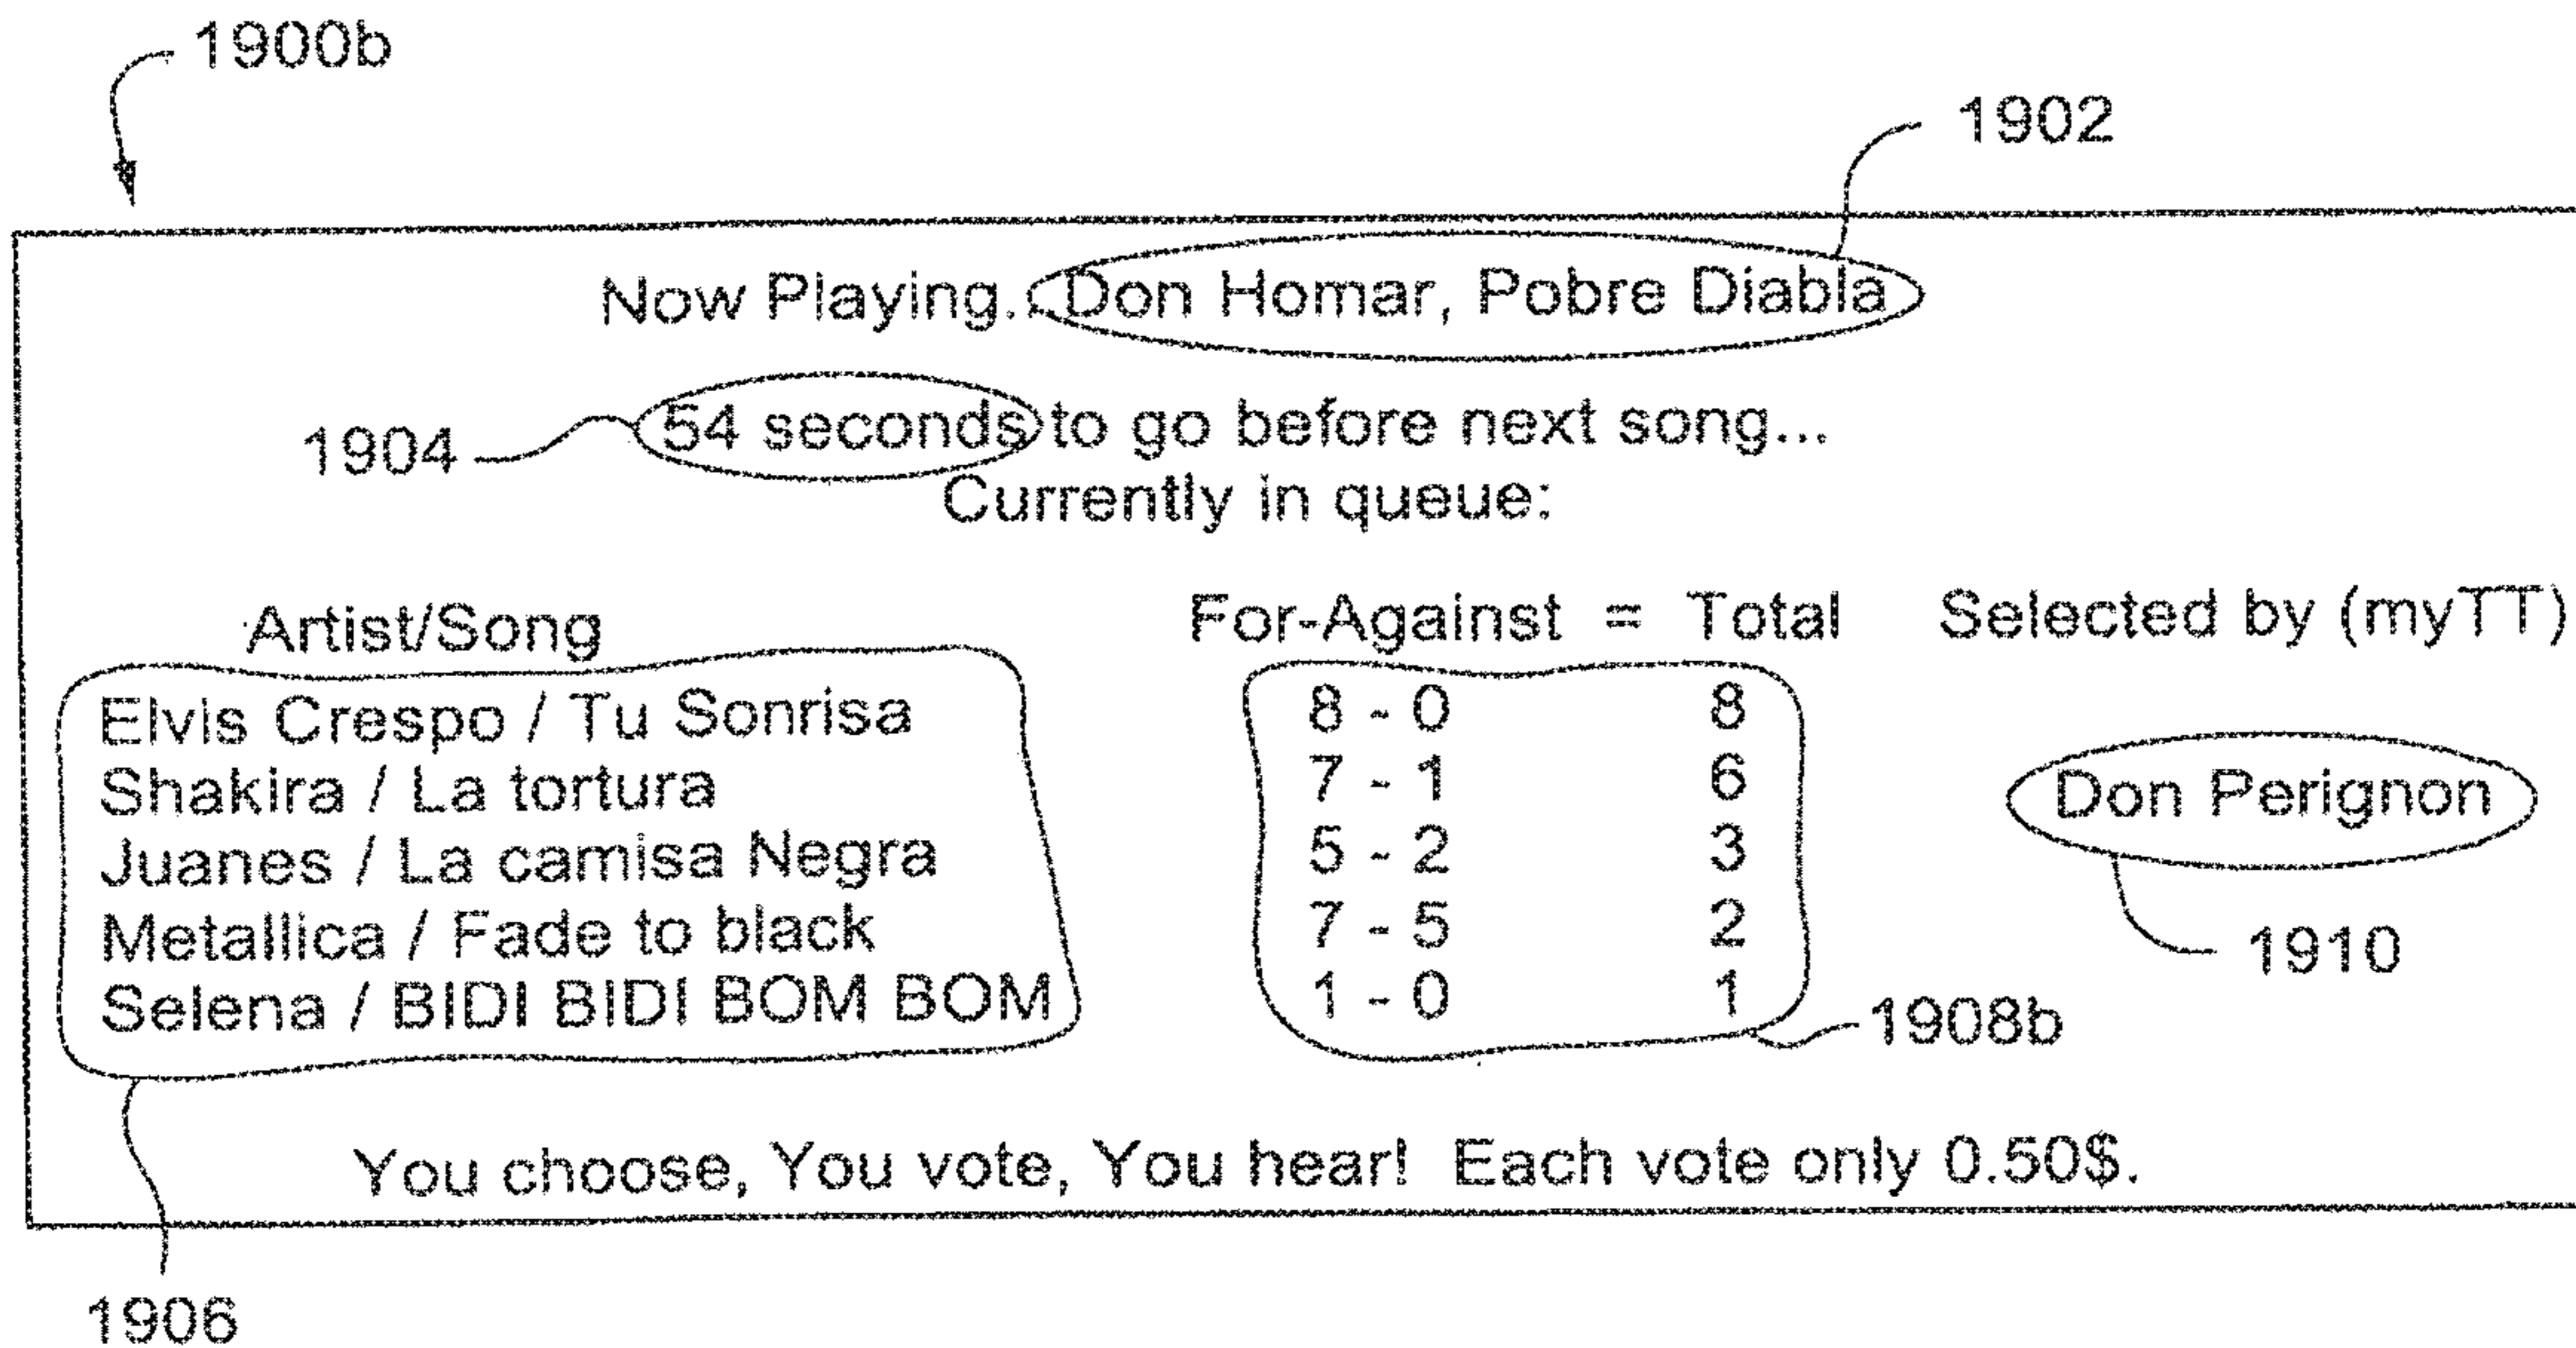 1900b
1902
Now Playing... Don Homar, Pobre Diabla
1904
54 seconds to go before next song...
Currently in queue:
Artist/Song For-Against = Total Selected by (myTT)
Elvis Crespo / Tu Sonrisa 8 - 0 8
Shakira / La tortura 7 - 1 6 Don Perignon
Juanes / La camisa Negra 5 - 2 3
Metallica / Fade to black 7 - 5 2
1910
Selena / BIDI BIDI BOM BOM 1 - 0 1
1908b
You choose, You vote, You hear! Each vote only 0.50$.
1906